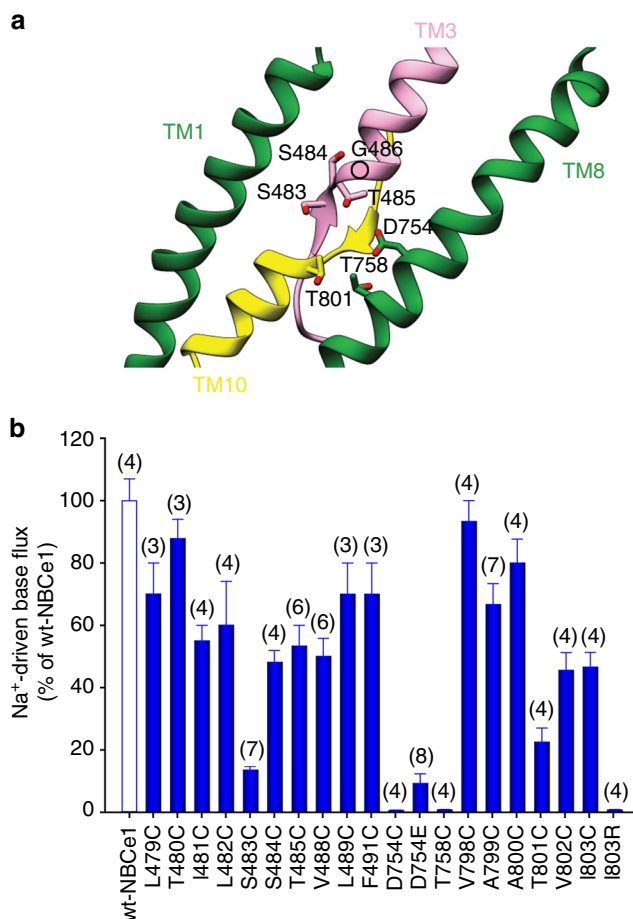 a
TM3
TM1
S484
G486
TM8
S483
T485
D754
T758
T801
TM10
b
Na⁺-driven base flux
(% of wt-NBCe1)
120
100
80
60
40
20
0
(4)
(3)
(3)
(4)
(4)
(7)
(4)
(6)
(6)
(3)
(3)
(4)
(8)
(4)
(4)
(7)
(4)
(4)
(4)
(4)
(4)
wt-NBCe1
L479C
T480C
I481C
L482C
S483C
S484C
T485C
V488C
L489C
F491C
D754C
D754E
T758C
V798C
A799C
A800C
T801C
V802C
I803C
I803R